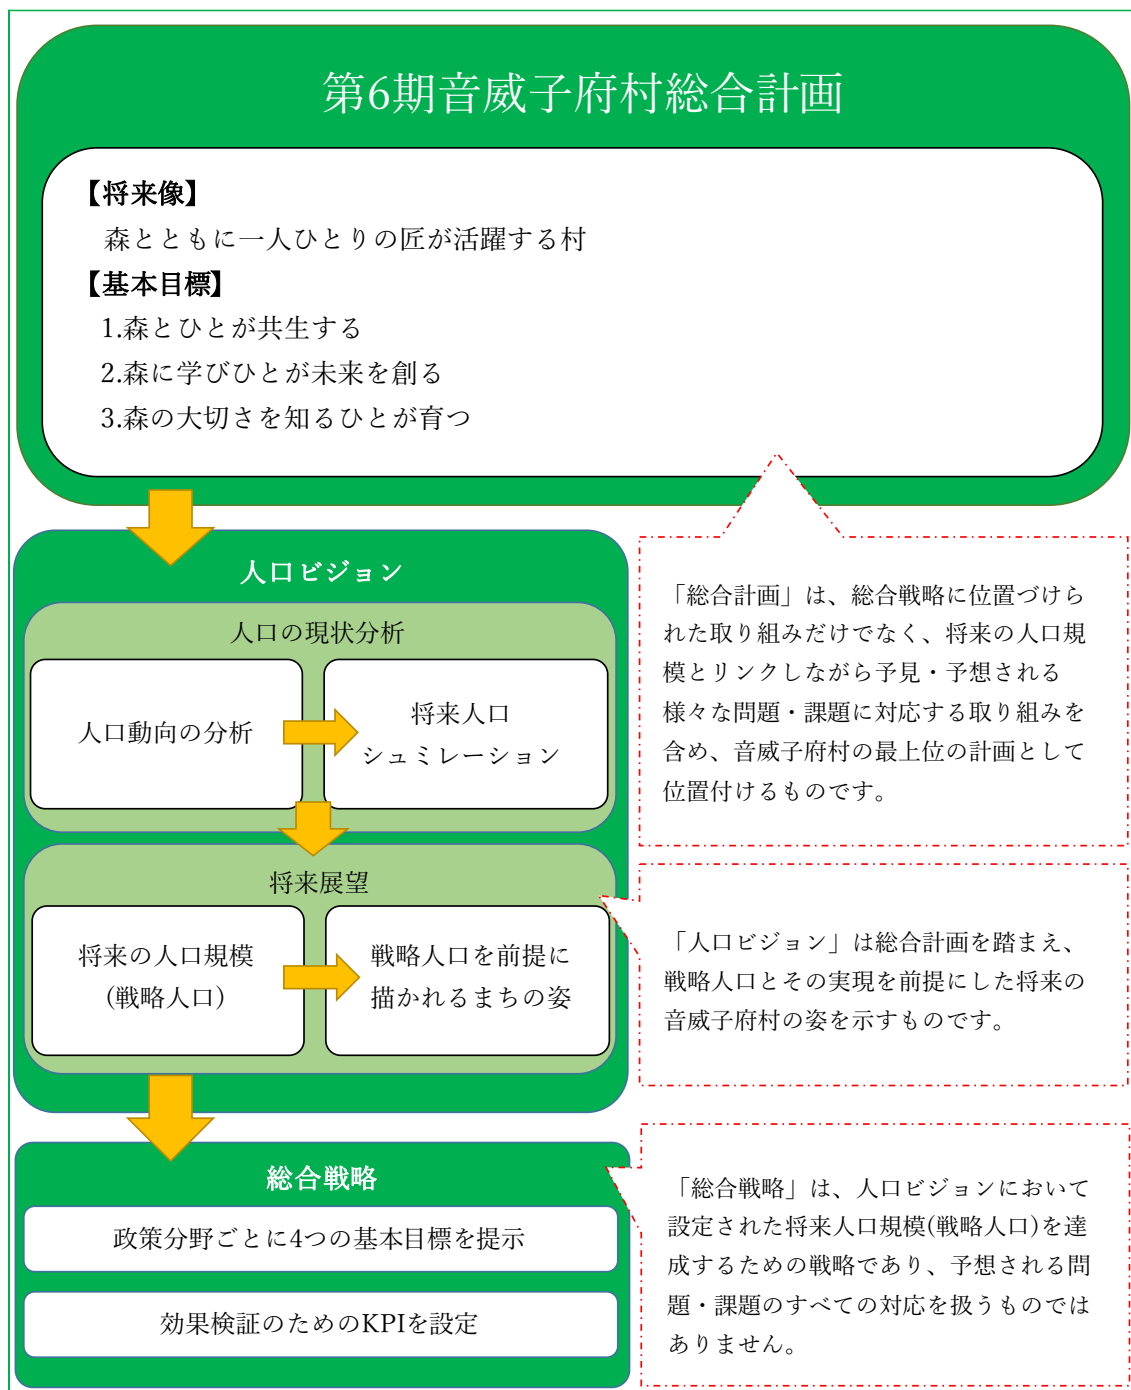 第6期音威子府村総合計画
【将来像】
森とともに一人ひとりの匠が活躍する村
【基本目標】
1.森とひとが共生する
2.森に学びひとが未来を創る
3.森の大切さを知るひとが育つ
人口ビジョン
人口の現状分析
人口動向の分析
将来人口
シュミレーション
将来展望
将来の人口規模
(戦略人口)
戦略人口を前提に
描かれるまちの姿
総合戦略
政策分野ごとに4つの基本目標を提示
効果検証のためのKPIを設定
「総合計画」は、総合戦略に位置づけら
れた取り組みだけでなく、将来の人口規
模とリンクしながら予見・予想される
様々な問題・課題に対応する取り組みを
含め、音威子府村の最上位の計画として
位置付けるものです。
「人口ビジョン」は総合計画を踏まえ、
戦略人口とその実現を前提にした将来の
音威子府村の姿を示すものです。
「総合戦略」は、人口ビジョンにおいて
設定された将来人口規模(戦略人口)を達
成するための戦略であり、予想される問
題・課題のすべての対応を扱うものでは
ありません。